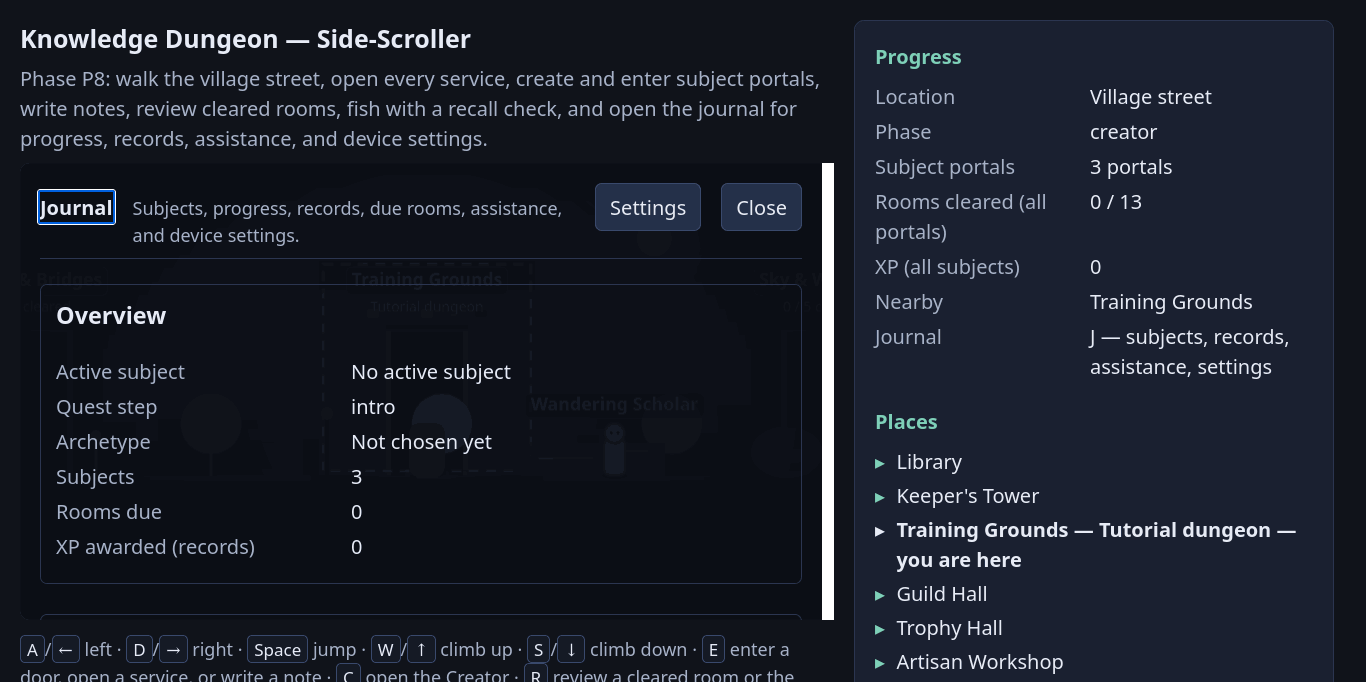 Knowledge Dungeon — Side-Scroller
Phase P8: walk the village street, open every service, create and enter subject portals,
write notes, review cleared rooms, fish with a recall check, and open the journal for
progress, records, assistance, and device settings.
Journal
Subjects, progress, records, due rooms, assistance,
and device settings.
Settings
Close
& Bridges
Training Grounds
Tutorial dungeon
Wandering Scholar
Overview
Active subject No active subject
Quest step intro
Archetype Not chosen yet
Subjects 3
Rooms due 0
XP awarded (records) 0
A/← left · D/→ right · Space jump · W/↑ climb up · S/↓ climb down · E enter a
door, open a service, or write a note · C open the Creator · R review a cleared room or the
Progress
Location Village street
Phase creator
Subject portals 3 portals
Rooms cleared (all 0 / 13
portals)
XP (all subjects) 0
Nearby Training Grounds
Journal J — subjects, records,
assistance, settings
Places
▸ Library
▸ Keeper's Tower
▸ Training Grounds — Tutorial dungeon —
you are here
▸ Guild Hall
▸ Trophy Hall
▸ Artisan Workshop